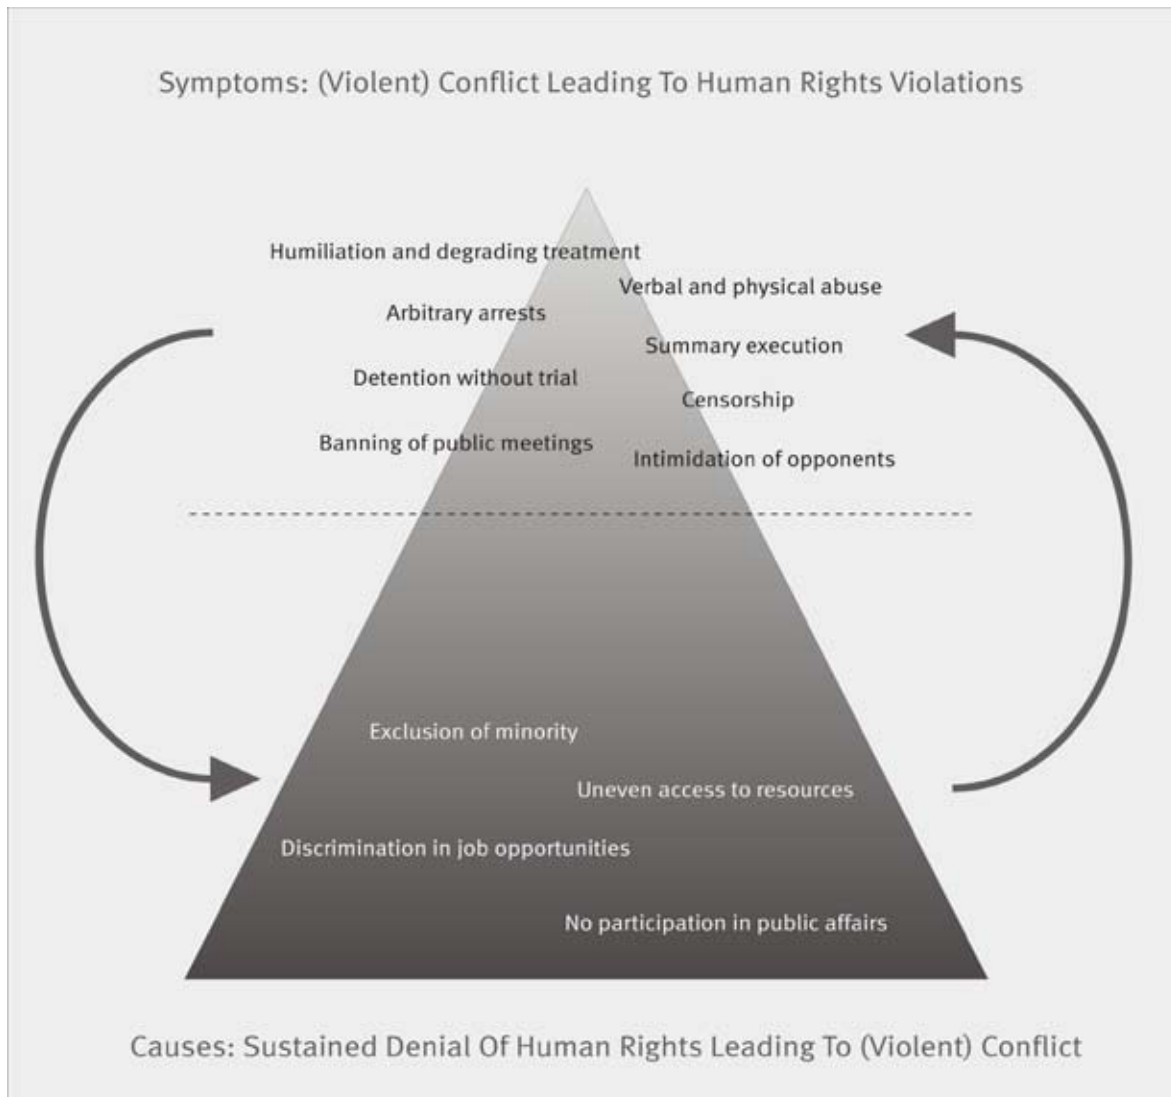 Symptoms: (Violent) Conflict Leading To Human Rights Violations
Humiliation and degrading treatment
Verbal and physical abuse
Arbitrary arrests
Summary execution
Detention without trial
Censorship
Banning of public meetings
Intimidation of opponents
Exclusion of minority
Uneven access to resources
Discrimination in job opportunities
No participation in public affairs
Causes: Sustained Denial Of Human Rights Leading To (Violent) Conflict